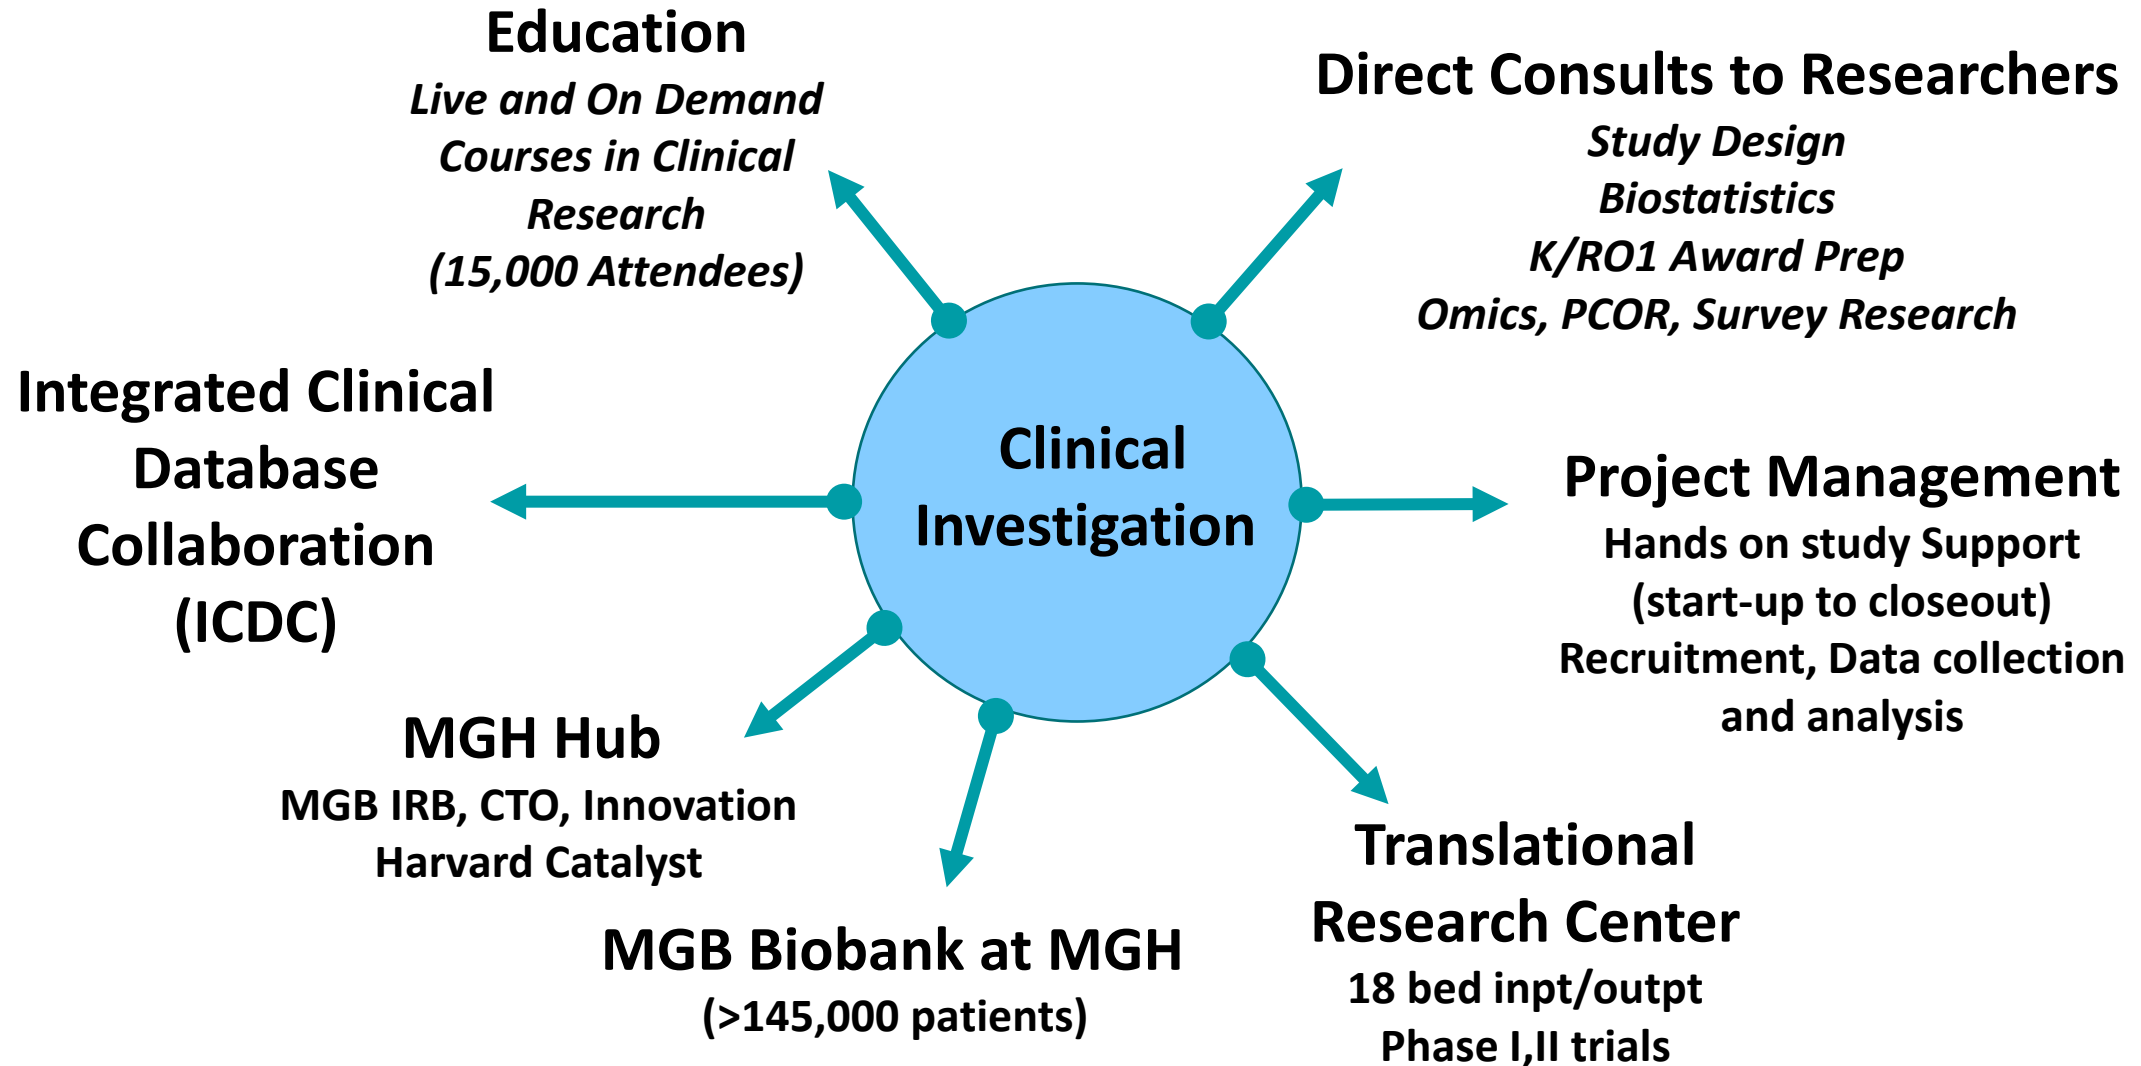 Education
Live and On Demand
Courses in Clinical
Research
(15,000 Attendees)
Direct Consults to Researchers
Study Design
Biostatistics
K/RO1 Award Prep
Omics, PCOR, Survey Research
Integrated Clinical
Database
Collaboration
(ICDC)
Clinical
Investigation
Project Management
Hands on study Support
(start-up to closeout)
Recruitment, Data collection
and analysis
MGH Hub
MGB IRB, CTO, Innovation
Harvard Catalyst
MGB Biobank at MGH
(>145,000 patients)
Translational
Research Center
18 bed inpt/outpt
Phase I,II trials